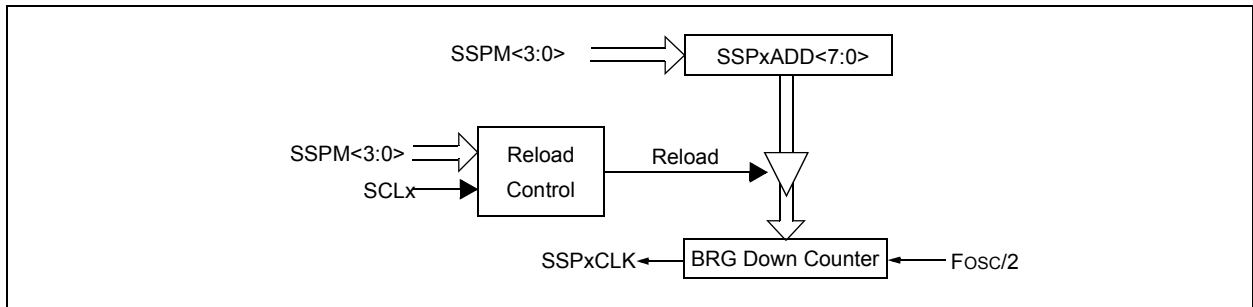 SSPM<3:0>
SSPxADD<7:0>
SSPM<3:0>
SCLx
Reload
Control
Reload
SSPxCLK
BRG Down Counter
FOSC/2